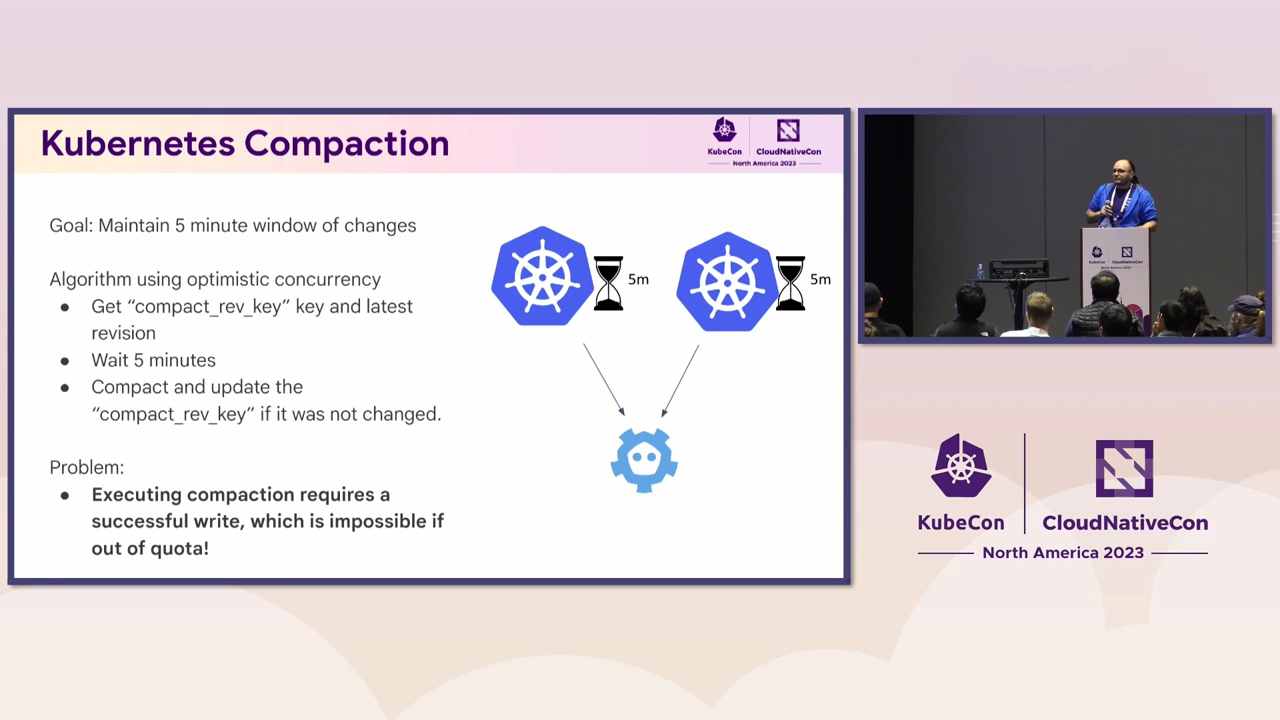 Kubernetes Compaction
KubeCon
CloudNativeCon
North America 2023
Goal: Maintain 5 minute window of changes
Algorithm using optimistic concurrency
● Get “compact_rev_key” key and latest
revision
● Wait 5 minutes
● Compact and update the
“compact_rev_key” if it was not changed.
Problem:
● Executing compaction requires a
successful write, which is impossible if
out of quota!
5m
5m
KubeCon
CloudNativeCon
North America 2023